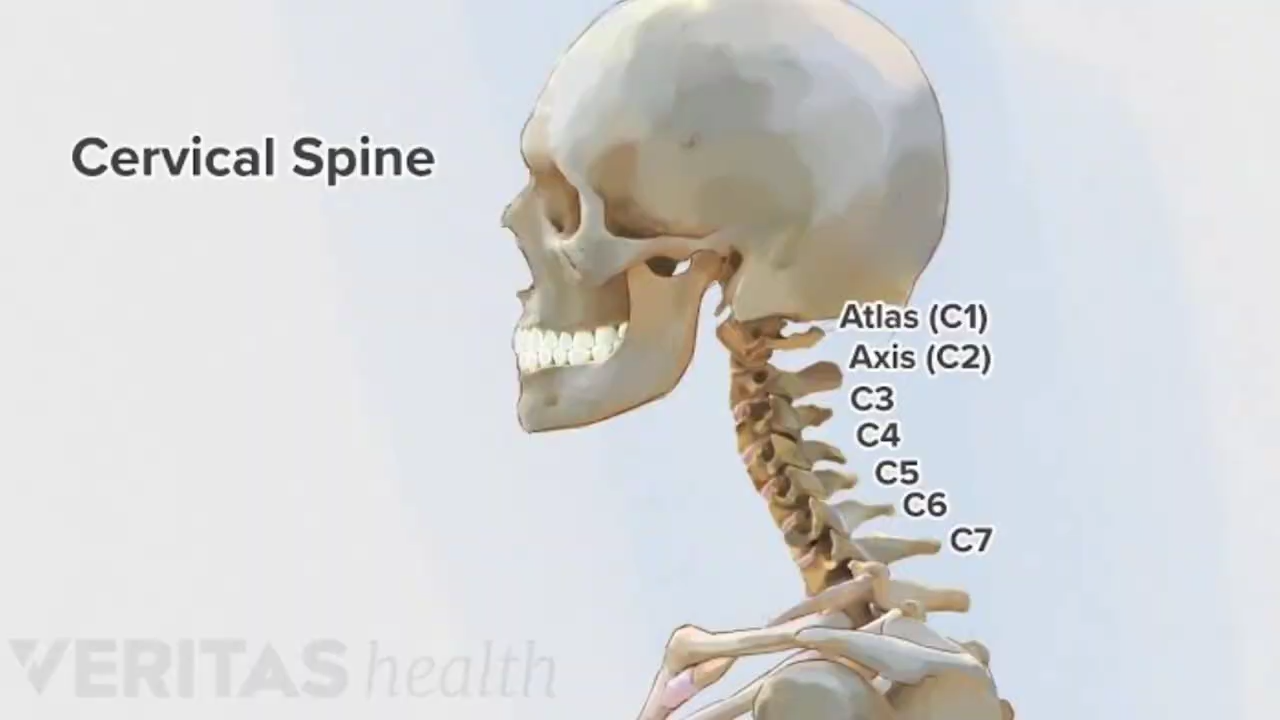 Cervical Spine
Atlas (C1)
Axis (C2)
C3
C4
C5
C6
C7
VERITAS health